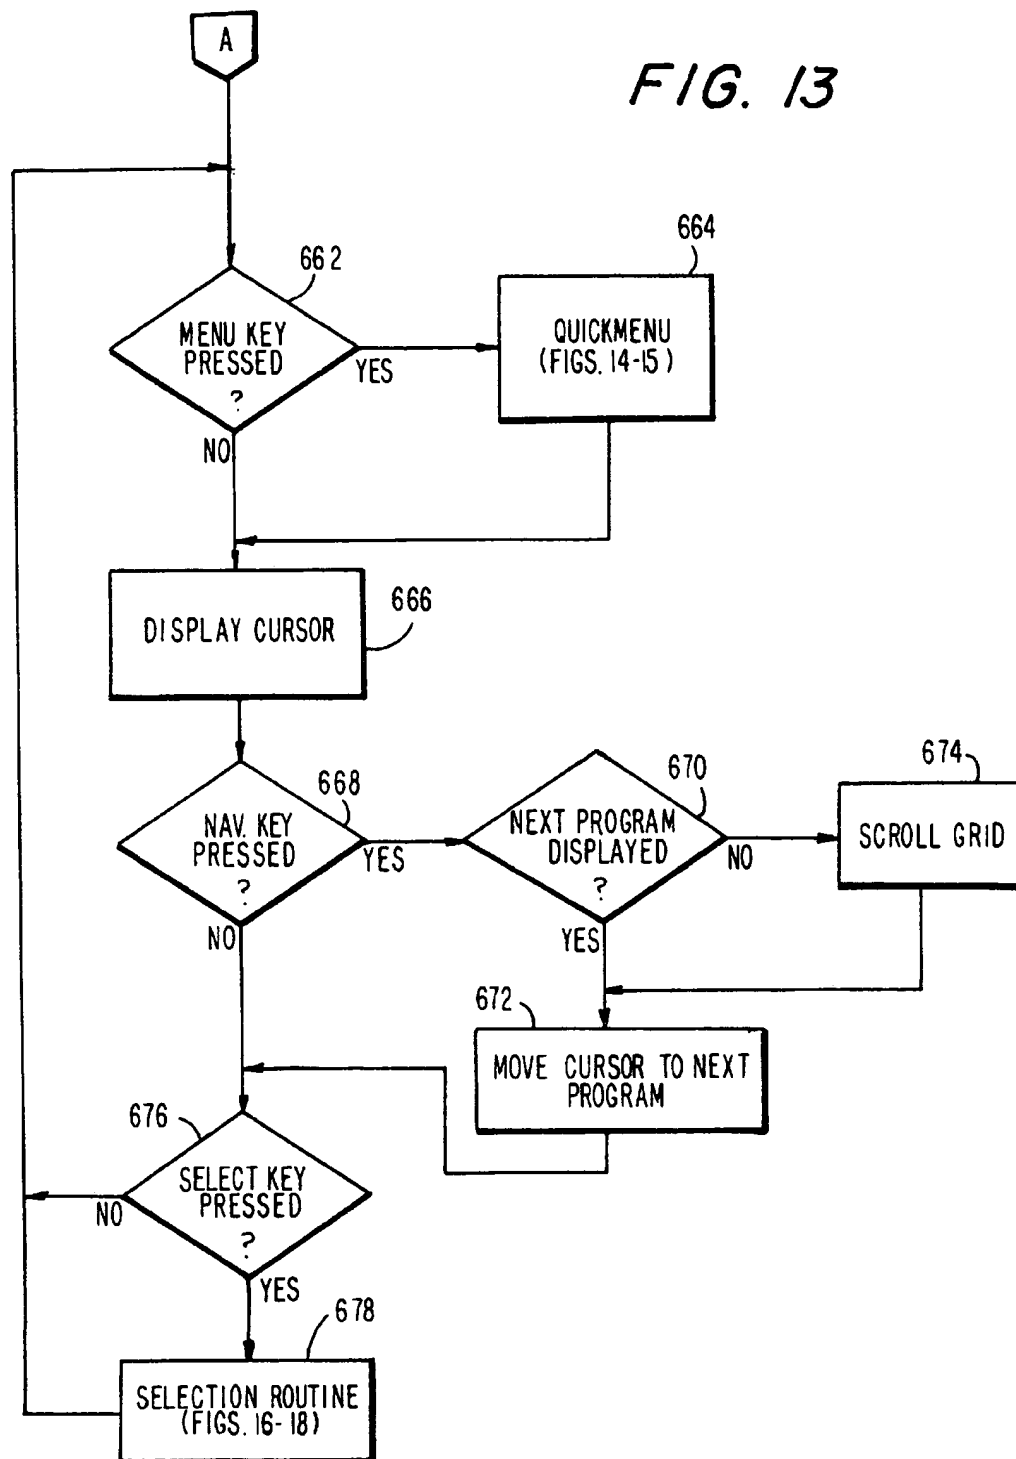 A
FIG. 13
662
664
MENU KEY
PRESSED
?
YES
NO
QUICKMENU
(FIGS. 14-15)
DISPLAY CURSOR
666
668
NAV. KEY
PRESSED
?
YES
NO
670
NEXT PROGRAM
DISPLAYED
?
NO
YES
674
SCROLL GRID
672
MOVE CURSOR TO NEXT
PROGRAM
676
SELECT KEY
PRESSED
?
NO
YES
678
SELECTION ROUTINE
(FIGS. 16-18)